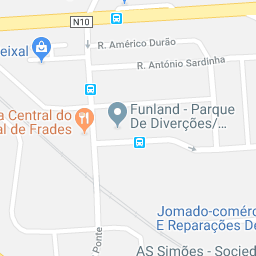 N10
eixal
R. Américo Durão
R. António Sardinha
a Central do
al de Frades
Funland - Parque
De Diverções/...
Ponte
Jomado-comérc
E Reparações De
AS Simões - Socied